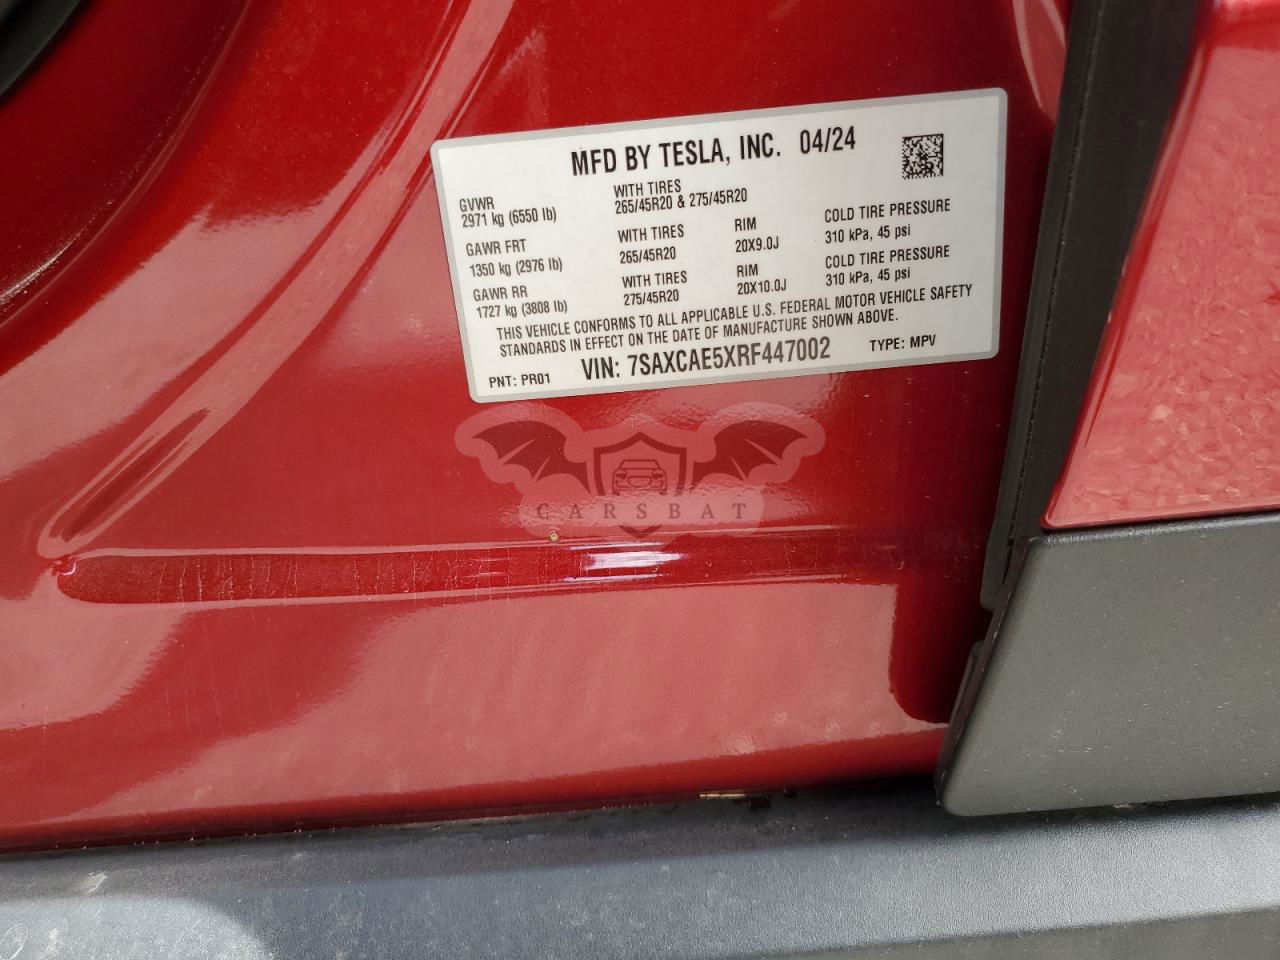 MFD BY TESLA, INC. 04/24
GVWR
2971 kg (6550 lb)
WITH TIRES
265/45R20 & 275/45R20
GAWR FRT
1350 kg (2976 lb)
WITH TIRES
265/45R20
RIM
20X9.0J
COLD TIRE PRESSURE
310 kPa, 45 psi
GAWR RR
1727 kg (3808 lb)
WITH TIRES
275/45R20
RIM
20X10.0J
COLD TIRE PRESSURE
310 kPa, 45 psi
THIS VEHICLE CONFORMS TO ALL APPLICABLE U.S. FEDERAL MOTOR VEHICLE SAFETY
STANDARDS IN EFFECT ON THE DATE OF MANUFACTURE SHOWN ABOVE.
PNT: PR01 VIN: 7SAXCAE5XRF447002 TYPE: MPV
CARSBAT